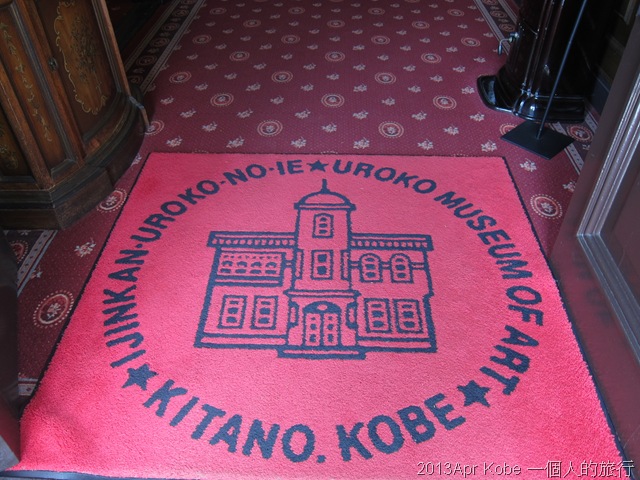 IJINKAN·UROKO·NO·IE★UROKO MUSEUM OF ART
★KITANO. KOBE★
2013Apr Kobe 一個人的旅行